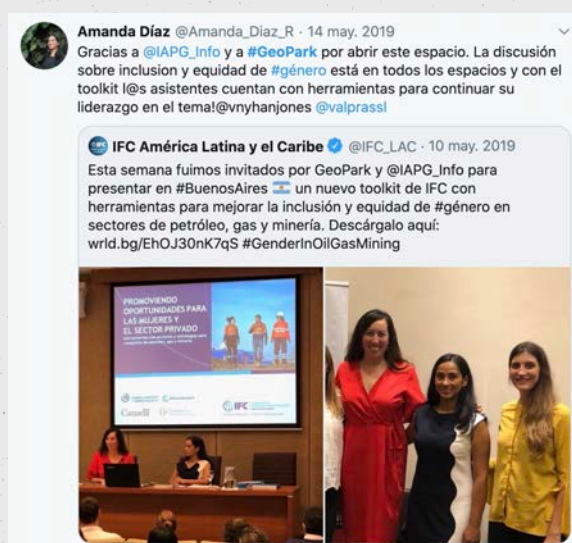 Amanda Díaz @Amanda_Diaz_R · 14 may. 2019
Gracias a @IAPG_Info y a #GeoPark por abrir este espacio. La discusión
sobre inclusion y equidad de #género está en todos los espacios y con el
toolkit l@s asistentes cuentan con herramientas para continuar su
liderazgo en el tema!@vnyhanjones @valprassl
IFC América Latina y el Caribe @IFC_LAC · 10 may. 2019
Esta semana fuimos invitados por GeoPark y @IAPG_Info para
presentar en #BuenosAires 🇦🇷 un nuevo toolkit de IFC con
herramientas para mejorar la inclusión y equidad de #género en
sectores de petróleo, gas y minería. Descárgalo aquí:
wrld.bg/EhOJ30nK7qS #GenderInOilGasMining
PROMOVIENDO
OPORTUNIDADES PARA
LAS MUJERES Y
EL SECTOR PRIVADO
Canada
IFC